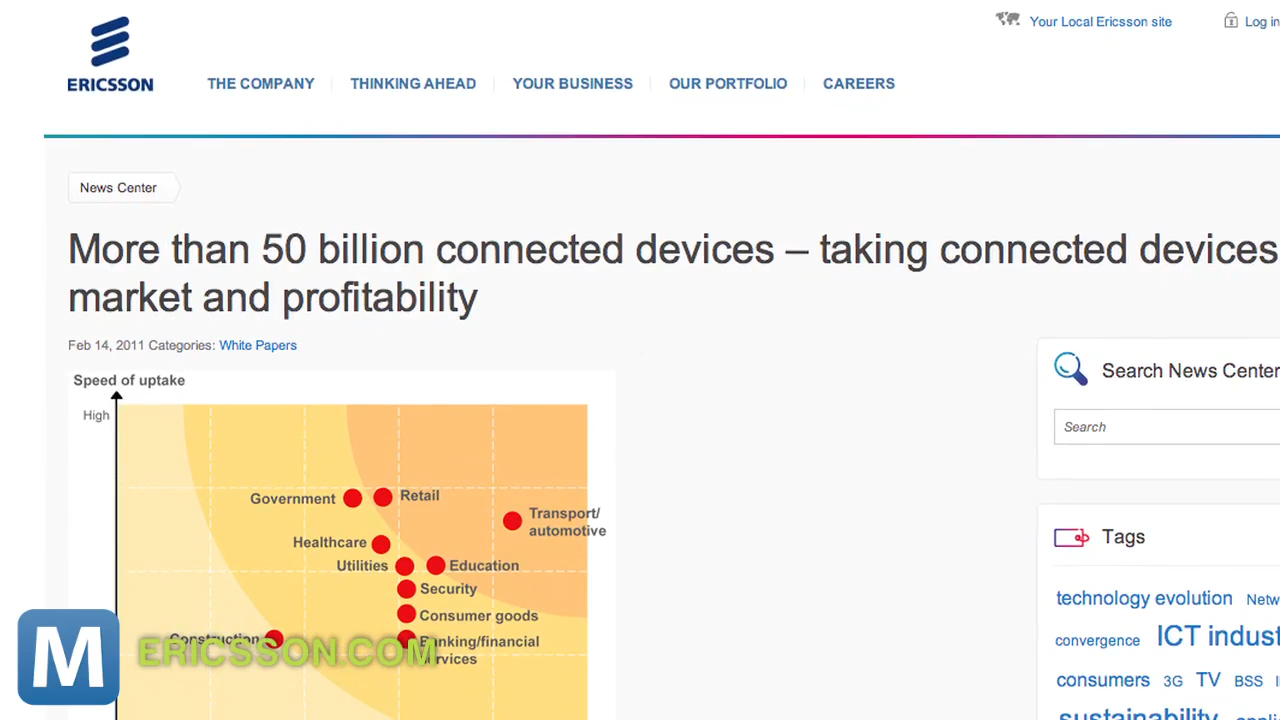 Your Local Ericsson site
Log in
ERICSSON
THE COMPANY
THINKING AHEAD
YOUR BUSINESS
OUR PORTFOLIO
CAREERS
News Center
More than 50 billion connected devices – taking connected devices
market and profitability
Feb 14, 2011 Categories: White Papers
Speed of uptake
High
Government
Retail
Transport/
automotive
Healthcare
Utilities
Education
Security
Consumer goods
Construction
Banking/financial
services
M
ERICSSON.COM
Search News Center
Search
Tags
technology evolution Netw
convergence ICT indust
consumers 3G TV BSS
sustainability